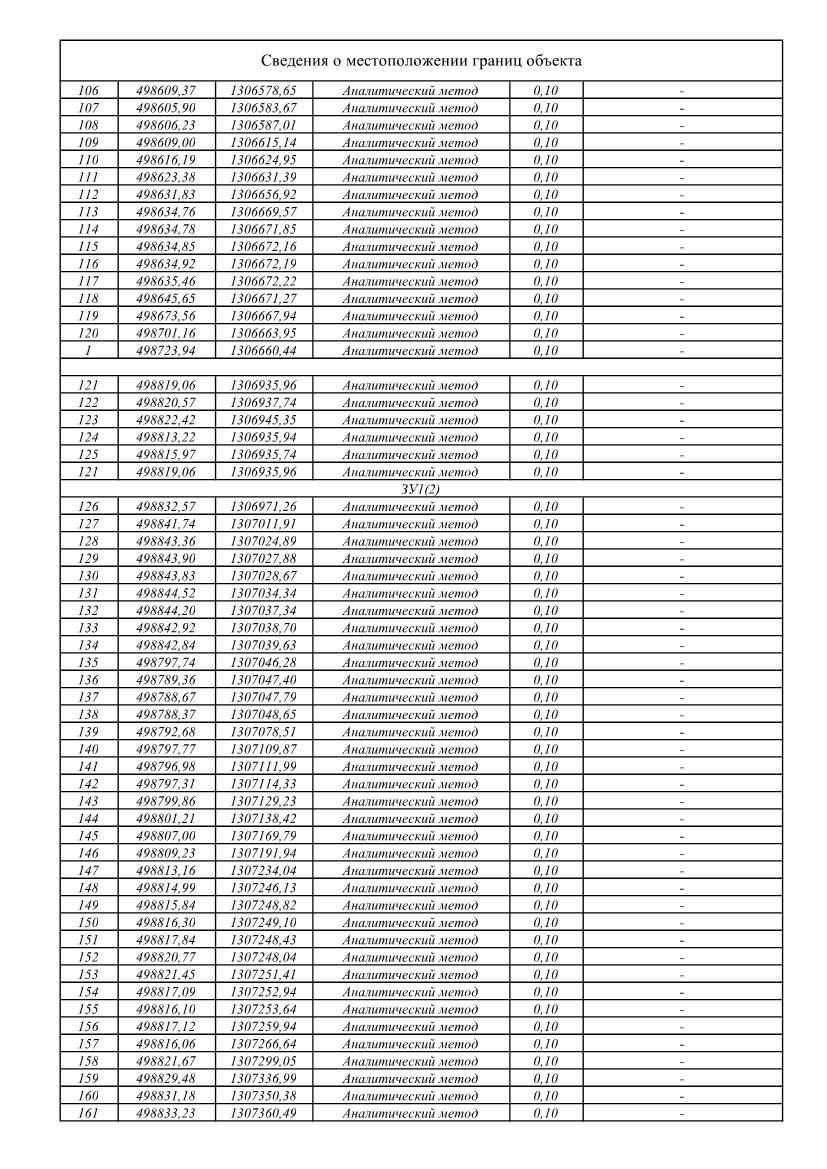 Сведения о местоположении границ объекта
106 498609,37 1306578,65 Аналитический метод 0,10 -
107 498605,90 1306583,67 Аналитический метод 0,10 -
108 498606,23 1306587,01 Аналитический метод 0,10 -
109 498609,00 1306615,14 Аналитический метод 0,10 -
110 498616,19 1306624,95 Аналитический метод 0,10 -
111 498623,38 1306631,39 Аналитический метод 0,10 -
112 498631,83 1306656,92 Аналитический метод 0,10 -
113 498634,76 1306669,57 Аналитический метод 0,10 -
114 498634,78 1306671,85 Аналитический метод 0,10 -
115 498634,85 1306672,16 Аналитический метод 0,10 -
116 498634,92 1306672,19 Аналитический метод 0,10 -
117 498635,46 1306672,22 Аналитический метод 0,10 -
118 498645,65 1306671,27 Аналитический метод 0,10 -
119 498673,56 1306667,94 Аналитический метод 0,10 -
120 498701,16 1306663,95 Аналитический метод 0,10 -
1 498723,94 1306660,44 Аналитический метод 0,10 -
121 498819,06 1306935,96 Аналитический метод 0,10 -
122 498820,57 1306937,74 Аналитический метод 0,10 -
123 498822,42 1306945,35 Аналитический метод 0,10 -
124 498813,22 1306935,94 Аналитический метод 0,10 -
125 498815,97 1306935,74 Аналитический метод 0,10 -
121 498819,06 1306935,96 Аналитический метод 0,10 -
ЗУ1(2)
126 498832,57 1306971,26 Аналитический метод 0,10 -
127 498841,74 1307011,91 Аналитический метод 0,10 -
128 498843,36 1307024,89 Аналитический метод 0,10 -
129 498843,90 1307027,88 Аналитический метод 0,10 -
130 498843,83 1307028,67 Аналитический метод 0,10 -
131 498844,52 1307034,34 Аналитический метод 0,10 -
132 498844,20 1307037,34 Аналитический метод 0,10 -
133 498842,92 1307038,70 Аналитический метод 0,10 -
134 498842,84 1307039,63 Аналитический метод 0,10 -
135 498797,74 1307046,28 Аналитический метод 0,10 -
136 498789,36 1307047,40 Аналитический метод 0,10 -
137 498788,67 1307047,79 Аналитический метод 0,10 -
138 498788,37 1307048,65 Аналитический метод 0,10 -
139 498792,68 1307078,51 Аналитический метод 0,10 -
140 498797,77 1307109,87 Аналитический метод 0,10 -
141 498796,98 1307111,99 Аналитический метод 0,10 -
142 498797,31 1307114,33 Аналитический метод 0,10 -
143 498799,86 1307129,23 Аналитический метод 0,10 -
144 498801,21 1307138,42 Аналитический метод 0,10 -
145 498807,00 1307169,79 Аналитический метод 0,10 -
146 498809,23 1307191,94 Аналитический метод 0,10 -
147 498813,16 1307234,04 Аналитический метод 0,10 -
148 498814,99 1307246,13 Аналитический метод 0,10 -
149 498815,84 1307248,82 Аналитический метод 0,10 -
150 498816,30 1307249,10 Аналитический метод 0,10 -
151 498817,84 1307248,43 Аналитический метод 0,10 -
152 498820,77 1307248,04 Аналитический метод 0,10 -
153 498821,45 1307251,41 Аналитический метод 0,10 -
154 498817,09 1307252,94 Аналитический метод 0,10 -
155 498816,10 1307253,64 Аналитический метод 0,10 -
156 498817,12 1307259,94 Аналитический метод 0,10 -
157 498816,06 1307266,64 Аналитический метод 0,10 -
158 498821,67 1307299,05 Аналитический метод 0,10 -
159 498829,48 1307336,99 Аналитический метод 0,10 -
160 498831,18 1307350,38 Аналитический метод 0,10 -
161 498833,23 1307360,49 Аналитический метод 0,10 -